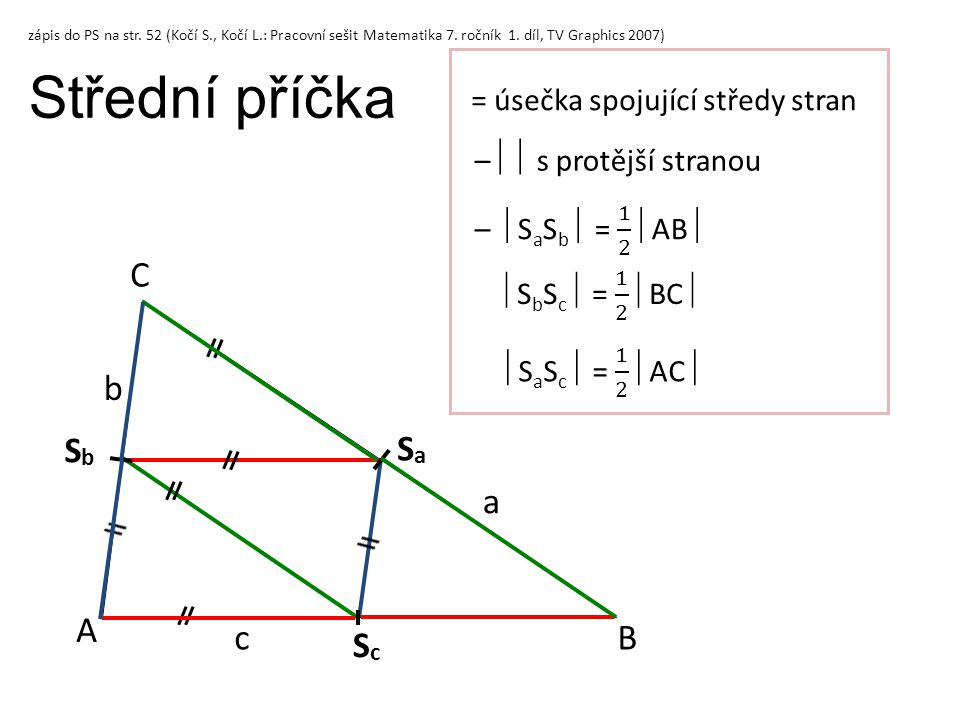 zápis do PS na str. 52 (Kočí S., Kočí L.: Pracovní sešit Matematika 7. ročník 1. díl, TV Graphics 2007)
Střední příčka
= úsečka spojující středy stran
–│ │ s protější stranou
– │SaSb│ = 1/2│AB│
│SbSc│ = 1/2│BC│
│SaSc│ = 1/2│AC│
C
b
Sb
Sa
a
A
c
Sc
B